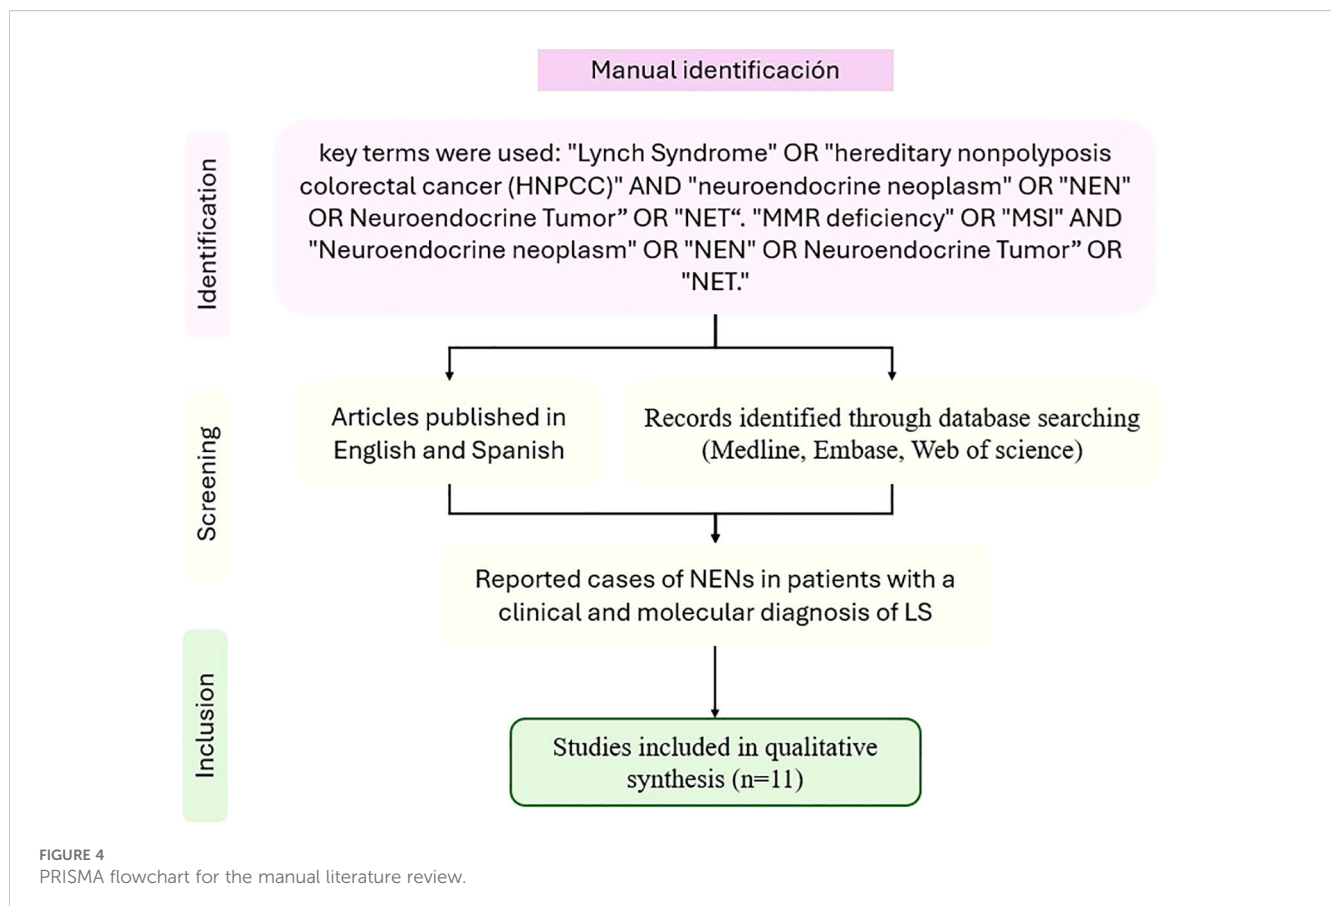 Manual identificación
Identification
key terms were used: "Lynch Syndrome" OR "hereditary nonpolyposis
colorectal cancer (HNPCC)" AND "neuroendocrine neoplasm" OR "NEN"
OR Neuroendocrine Tumor” OR "NET“. "MMR deficiency" OR "MSI" AND
"Neuroendocrine neoplasm" OR "NEN" OR Neuroendocrine Tumor” OR
"NET."
Screening
Articles published in
English and Spanish
Records identified through database searching
(Medline, Embase, Web of science)
Reported cases of NENs in patients with a
clinical and molecular diagnosis of LS
Inclusion
Studies included in qualitative
synthesis (n=11)
FIGURE 4
PRISMA flowchart for the manual literature review.